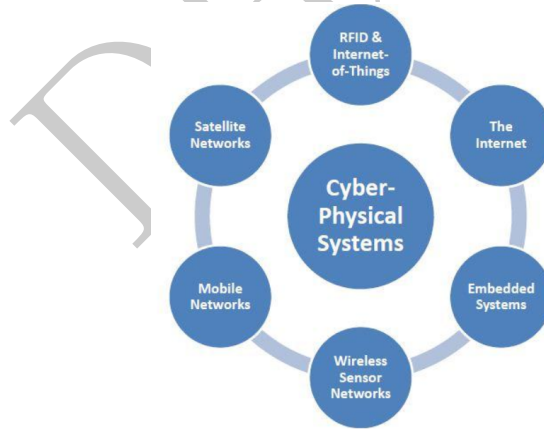 RFID &
Internet-
of-Things
The
Internet
Embedded
Systems
Wireless
Sensor
Networks
Mobile
Networks
Satellite
Networks
Cyber-
Physical
Systems